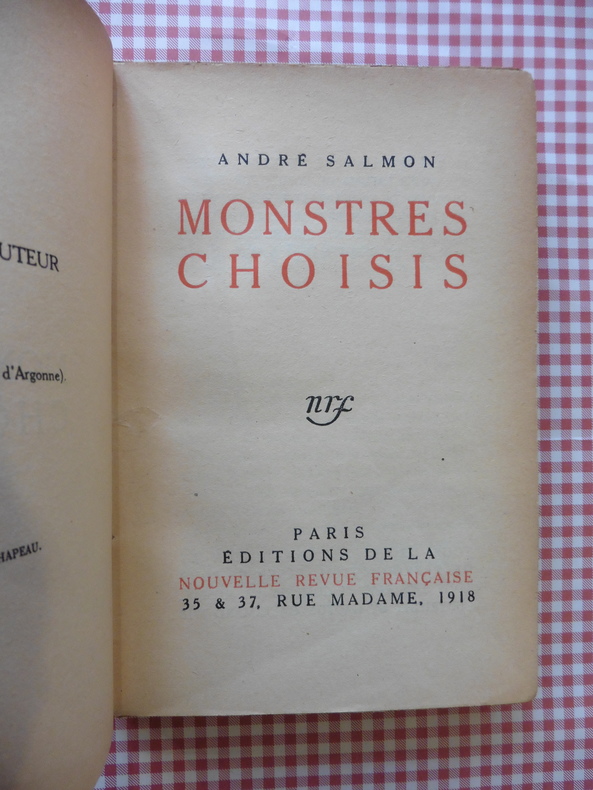 UTEUR
d'Argonne).
HAPEAU.
ANDRÉ SALMON
MONSTRES
CHOISIS
nrf
PARIS
ÉDITIONS DE LA
NOUVELLE REVUE FRANÇAISE
35 & 37, RUE MADAME, 1918